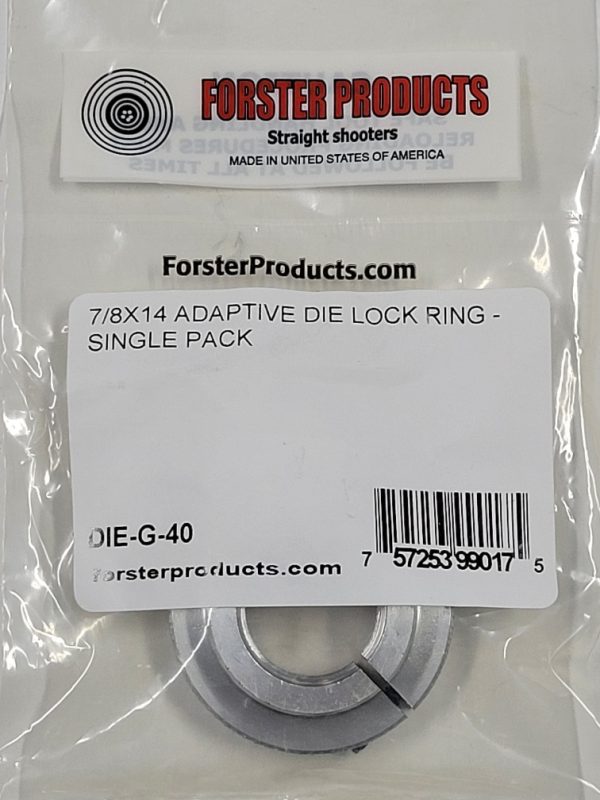 FORSTER PRODUCTS
Straight shooters
MADE IN UNITED STATES OF AMERICA
ForsterProducts.com
7/8X14 ADAPTIVE DIE LOCK RING -
SINGLE PACK
DIE-G-40
forsterproducts.com
7 57253 99017 5